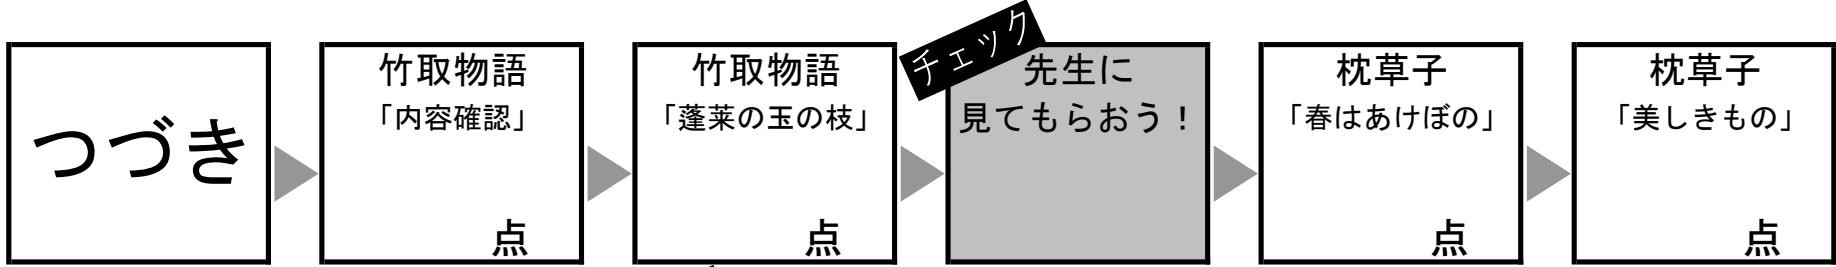 つづき
竹取物語
「内容確認」
点
竹取物語
「蓬莱の玉の枝」
点
チェック
先生に
見てもらおう！
枕草子
「春はあけぼの」
点
枕草子
「美しきもの」
点